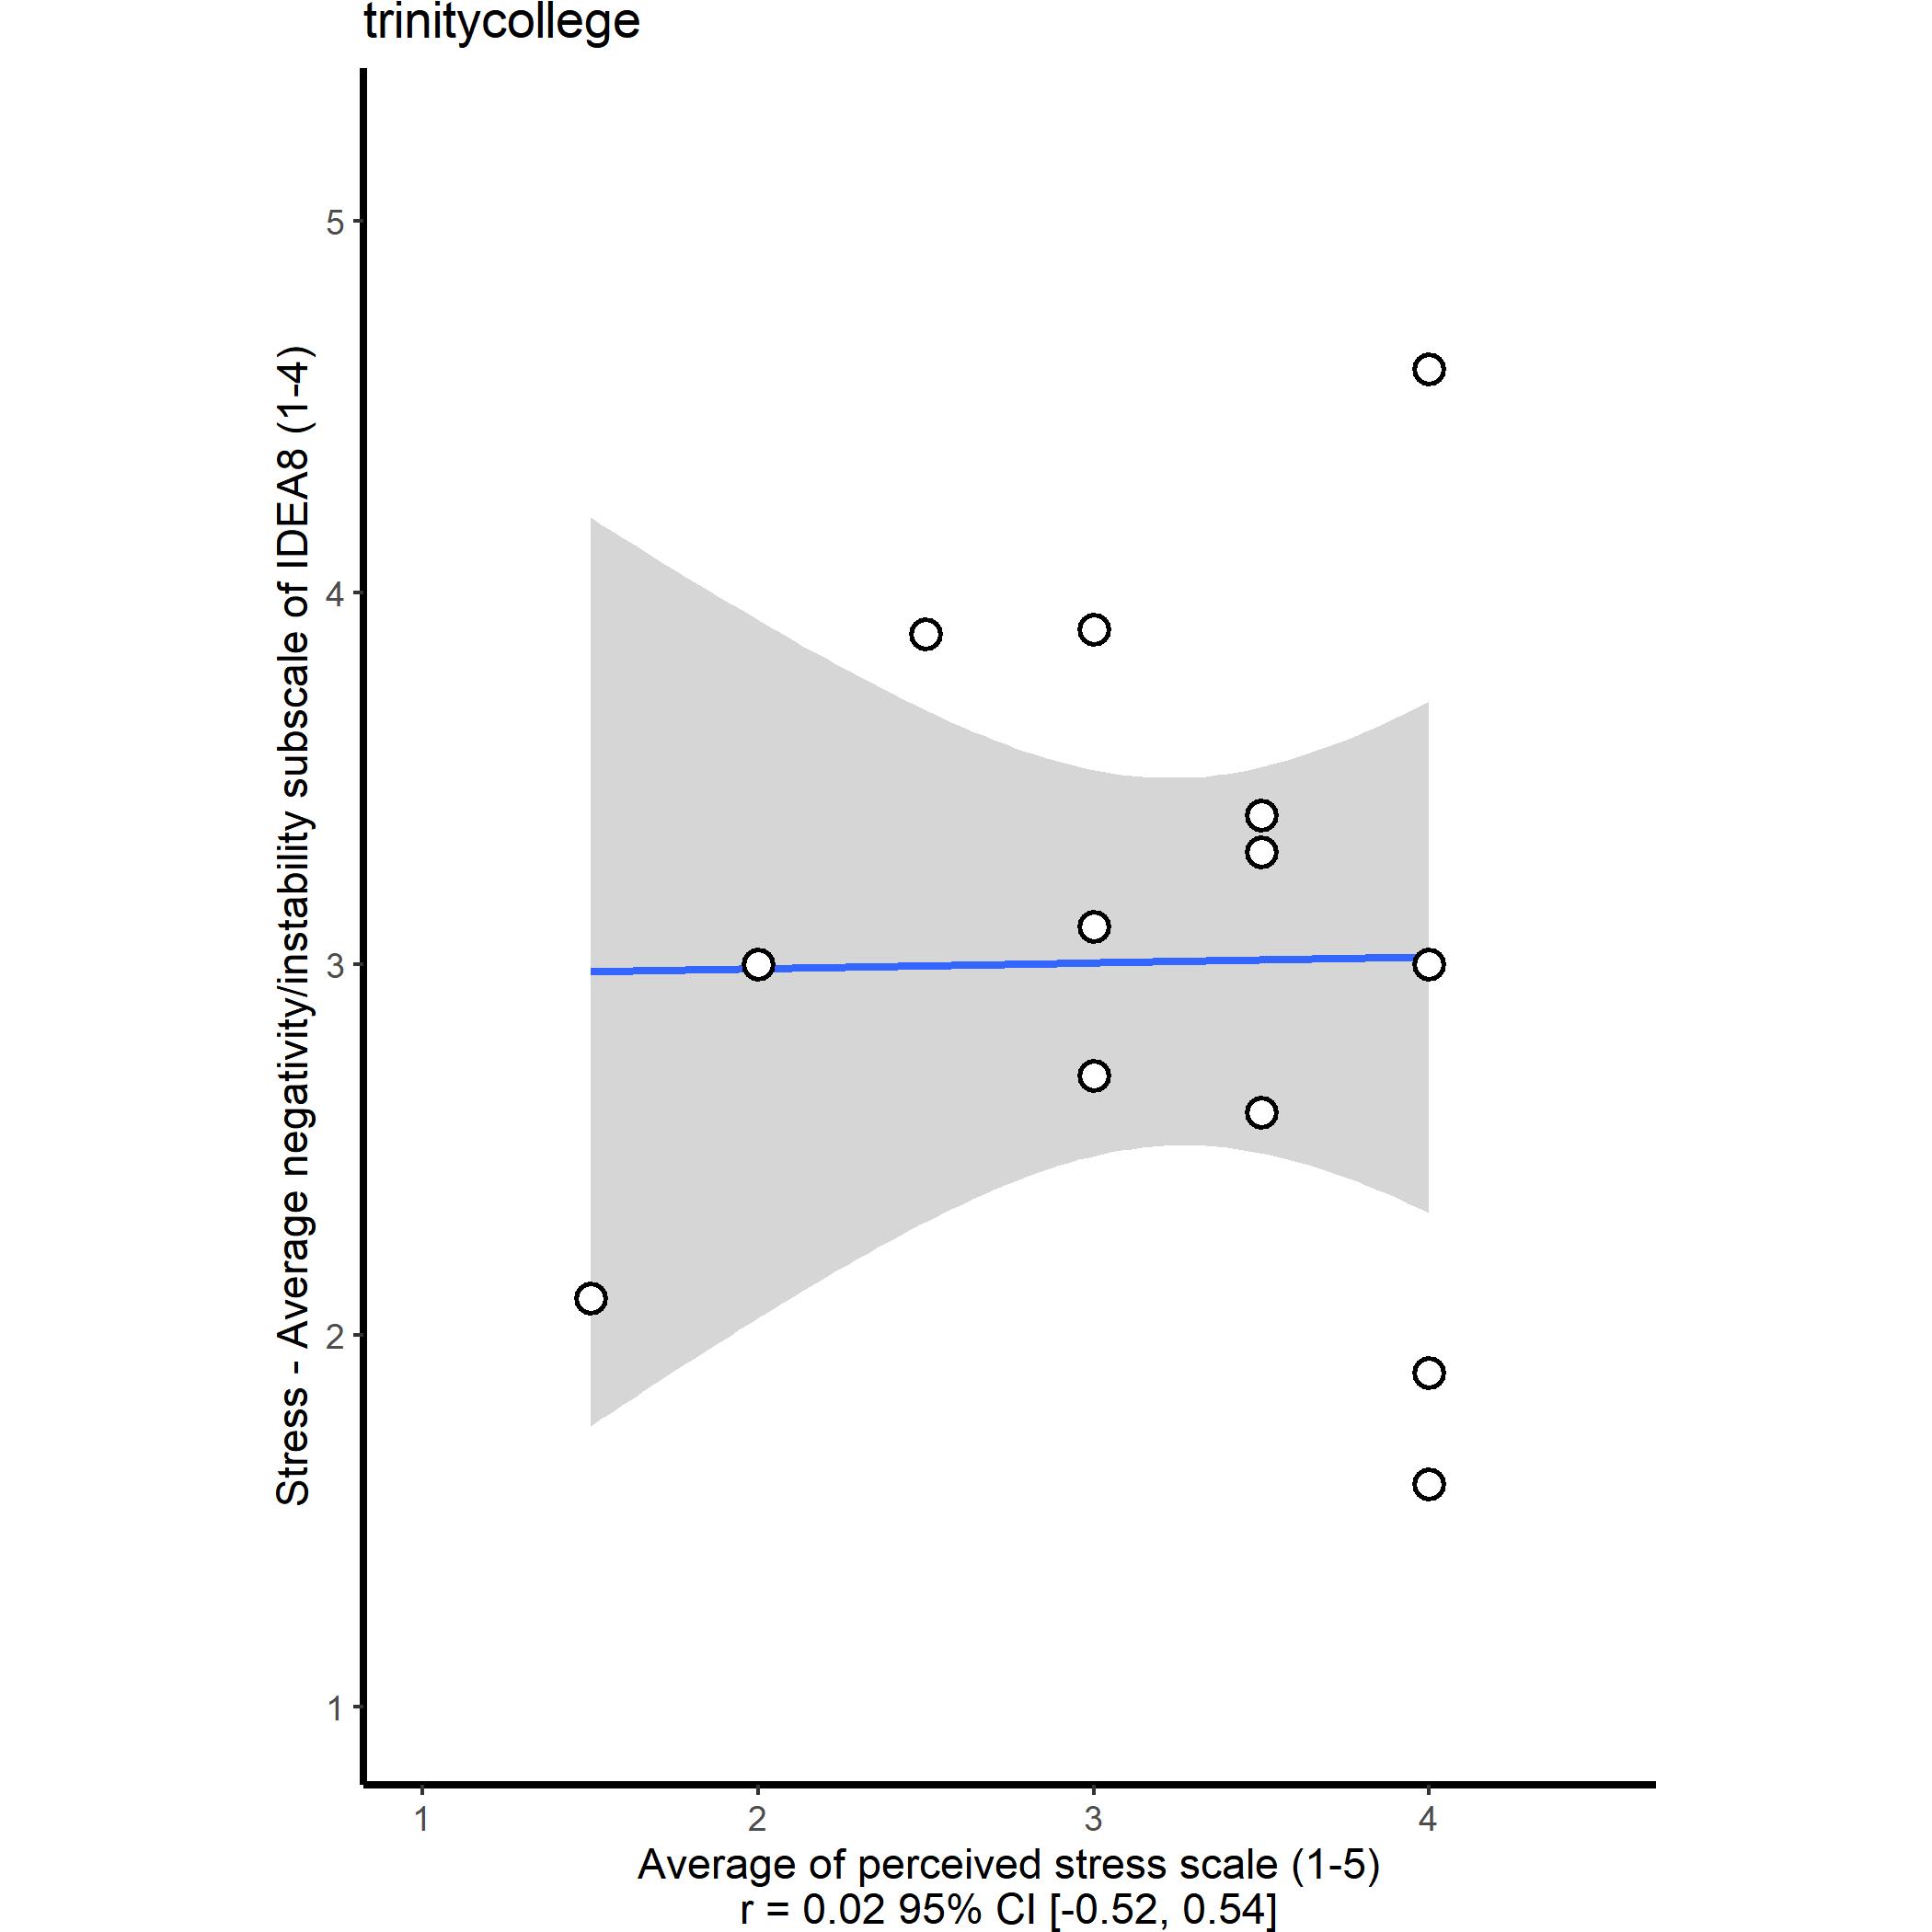 trinitycollege
5
4
3
2
1
Stress - Average negativity/instability subscale of IDEA8 (1-4)
1 2 3 4
Average of perceived stress scale (1-5)
r = 0.02 95% CI [-0.52, 0.54]